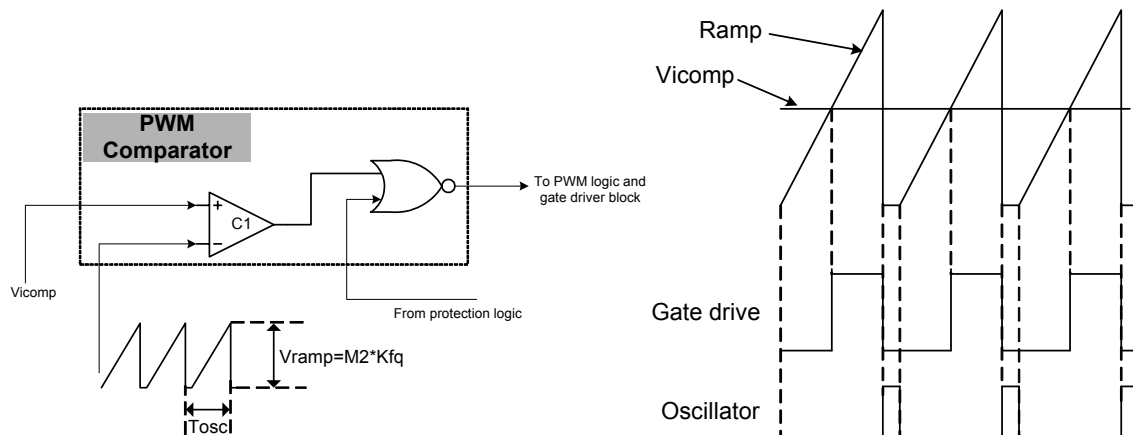 PWM
Comparator
+
C1
−
To PWM logic and
gate driver block
Vicomp
From protection logic
Vramp=M2*Kfq
Tosc
Ramp
Vicomp
Gate drive
Oscillator